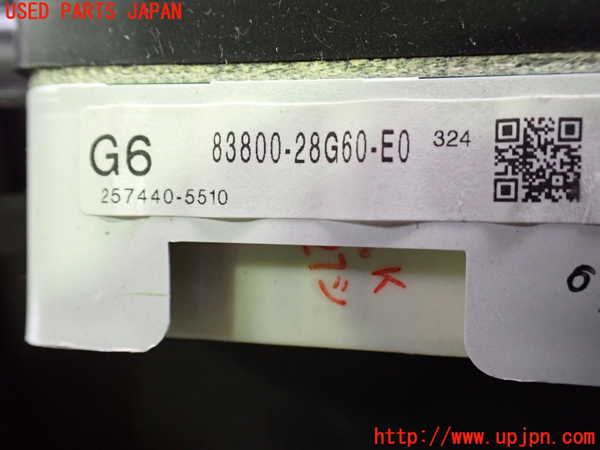 USED PARTS JAPAN
G6 83800-28G60-E0 324
257440-5510
K
6
http://www.upjpn.com/